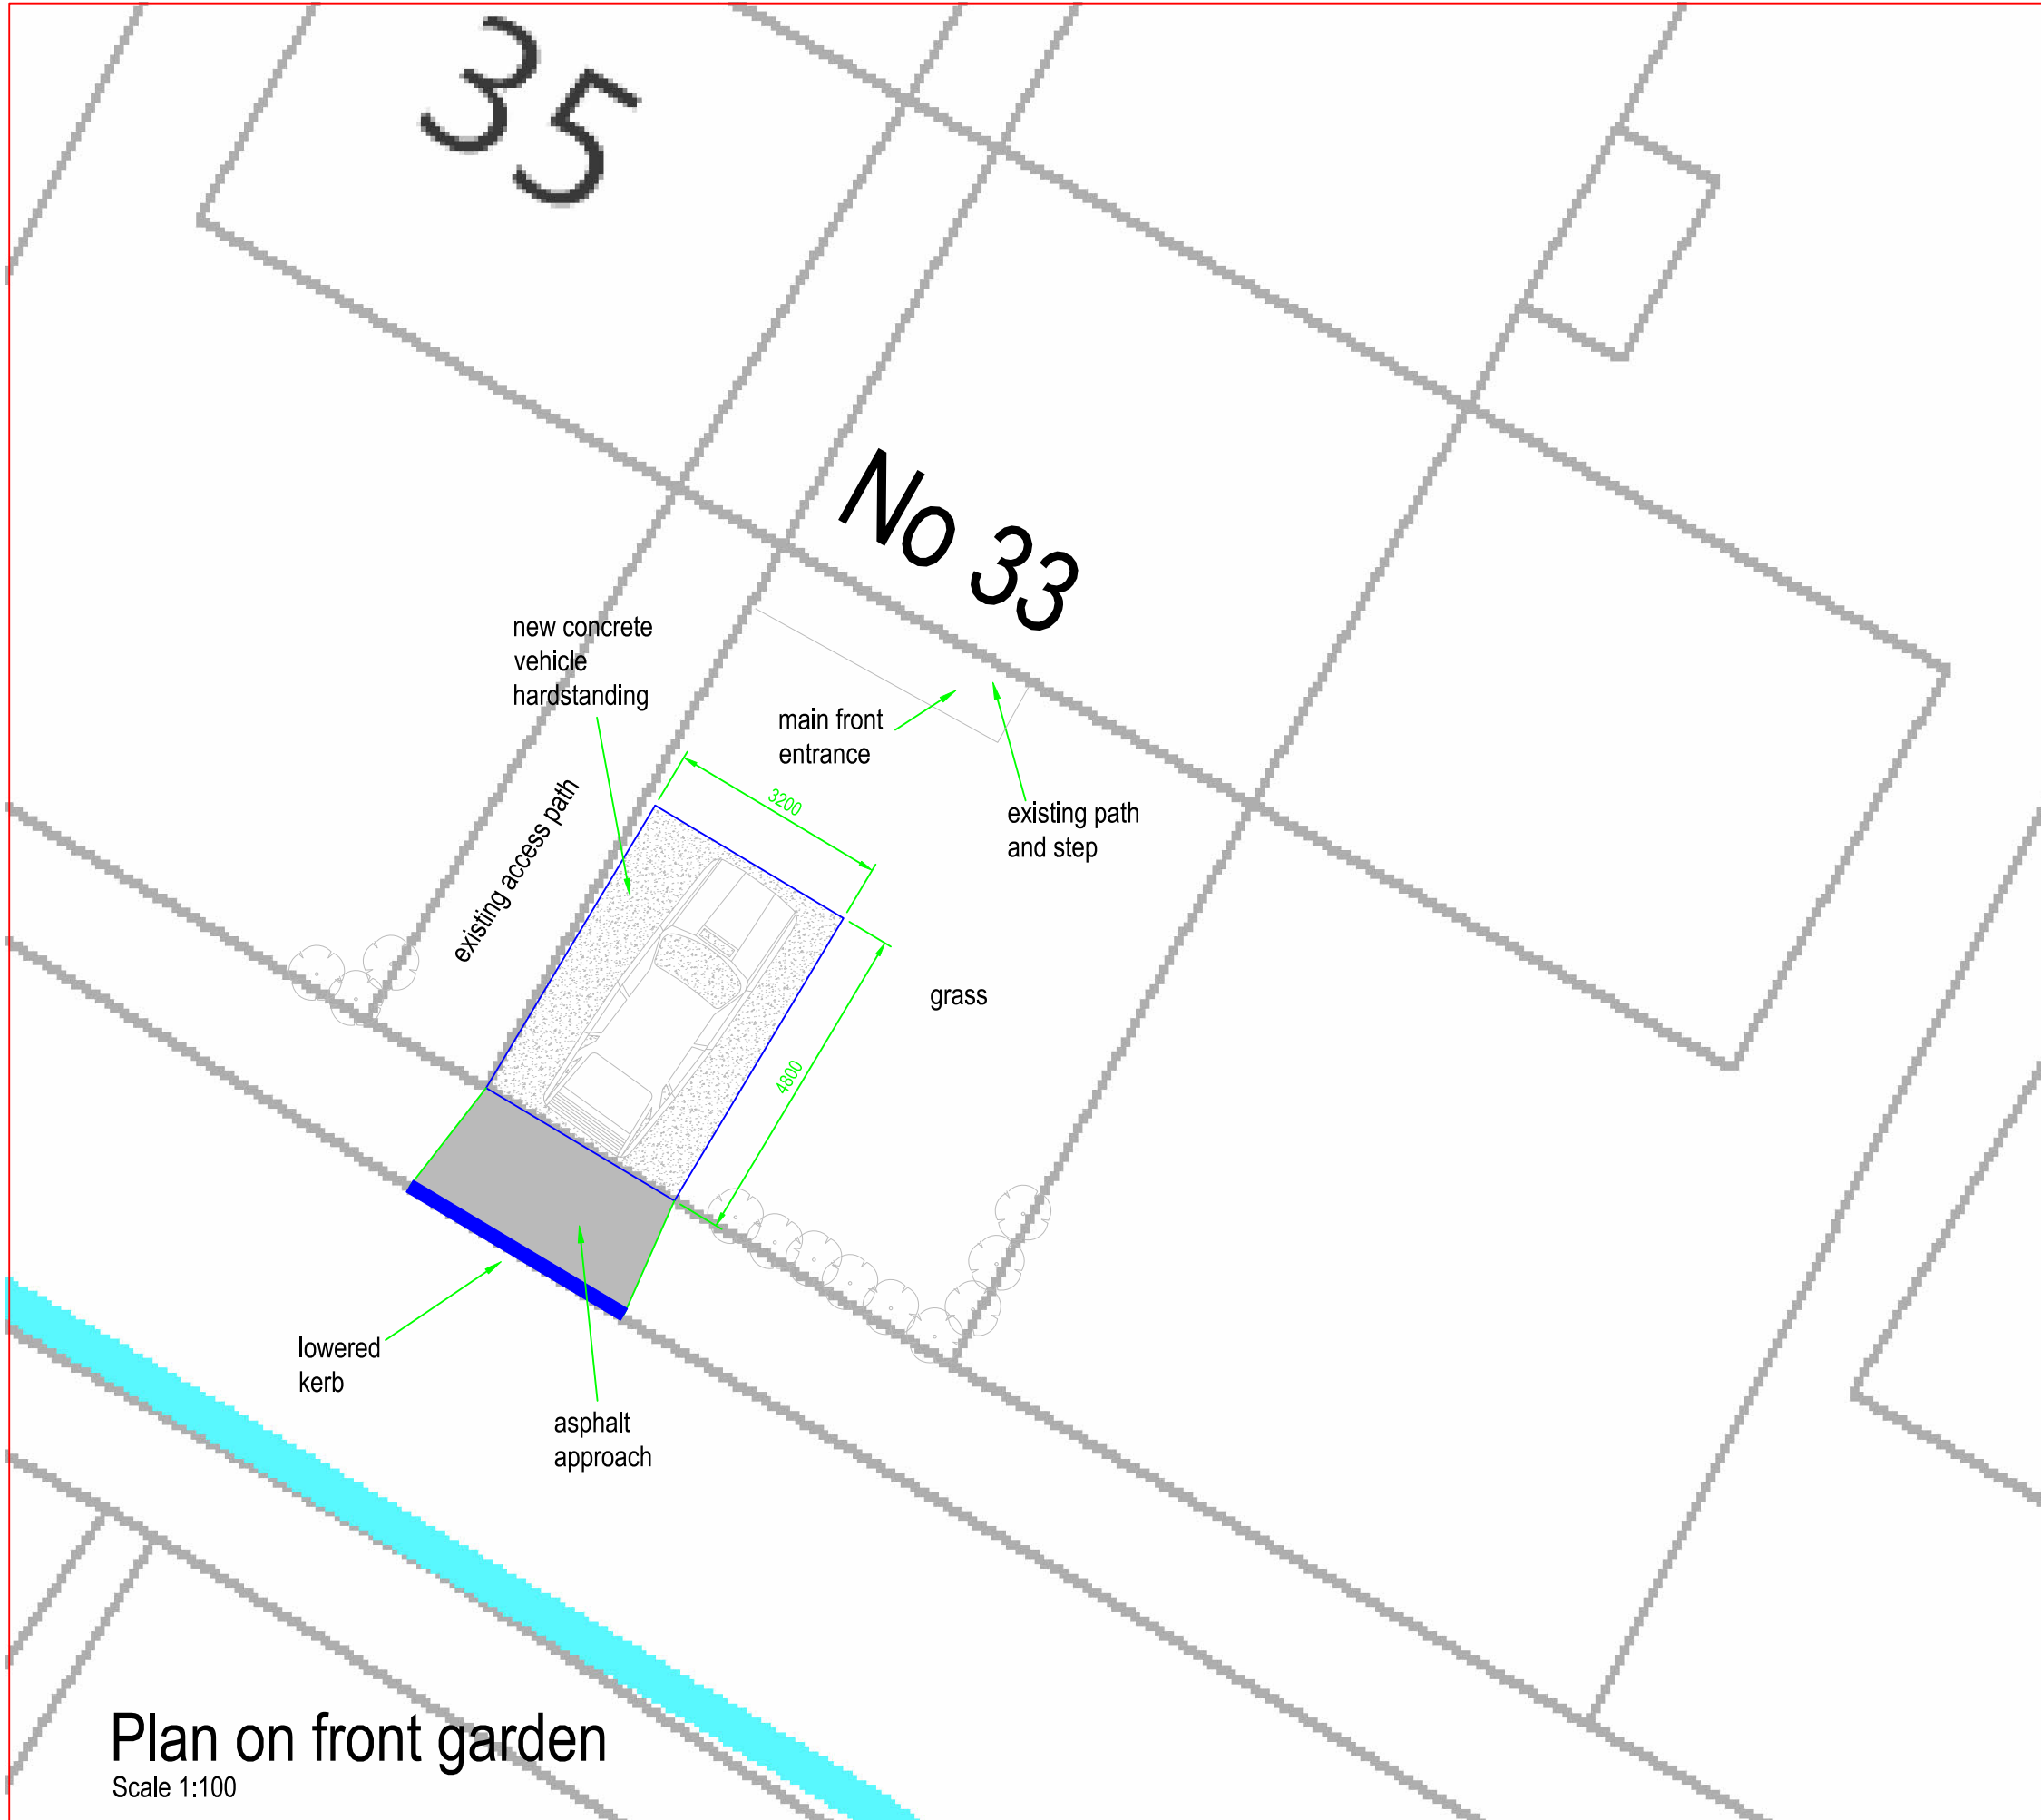 35
No 33
new concrete
vehicle
hardstanding
main front
entrance
3200
existing path
and step
existing access path
grass
4800
lowered
kerb
asphalt
approach
Plan on front garden
Scale 1:100